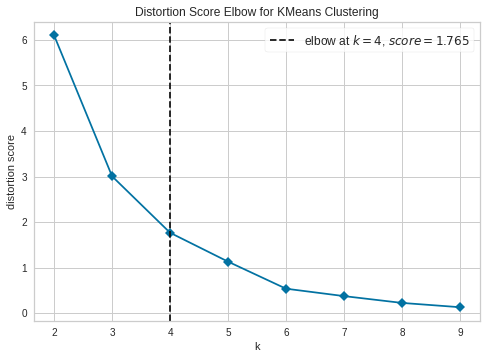 Distortion Score Elbow for KMeans Clustering
elbow at k = 4, score = 1.765
distortion score
6
5
4
3
2
1
0
2 3 4 5 6 7 8 9
k